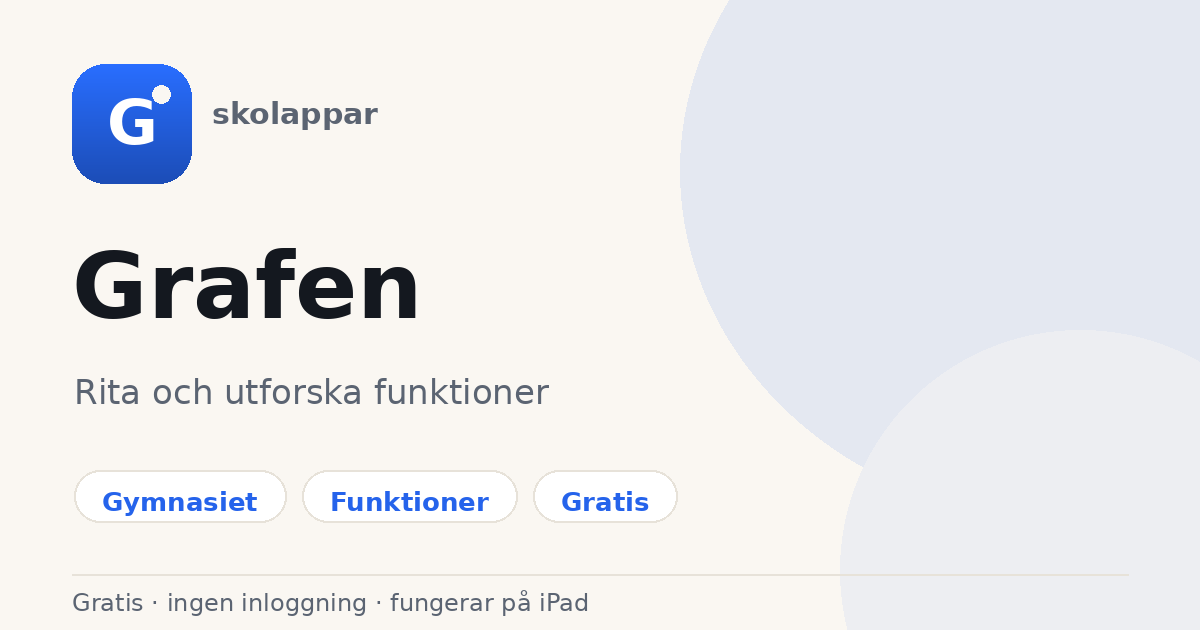 G
skolappar
Grafen
Rita och utforska funktioner
Gymnasiet Funktioner Gratis
Gratis · ingen inloggning · fungerar på iPad